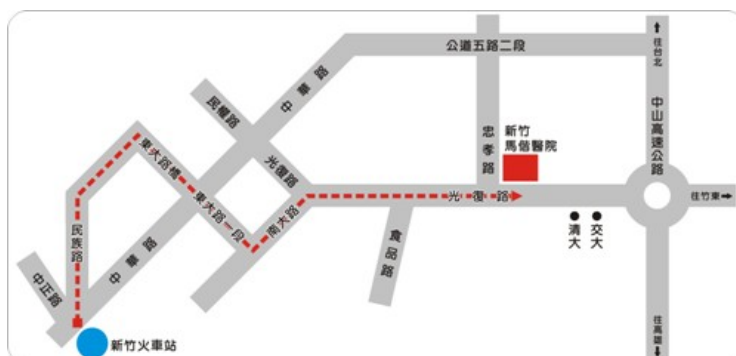 公道五路二段
往台北
中華路
民權路
忠孝路
新竹
馬偕醫院
中山高速公路
東大路橋
光復路
東大路一段
南大路
光復路
往竹東
清大
交大
民族路
中華路
食品路
中正路
新竹火車站
往高雄